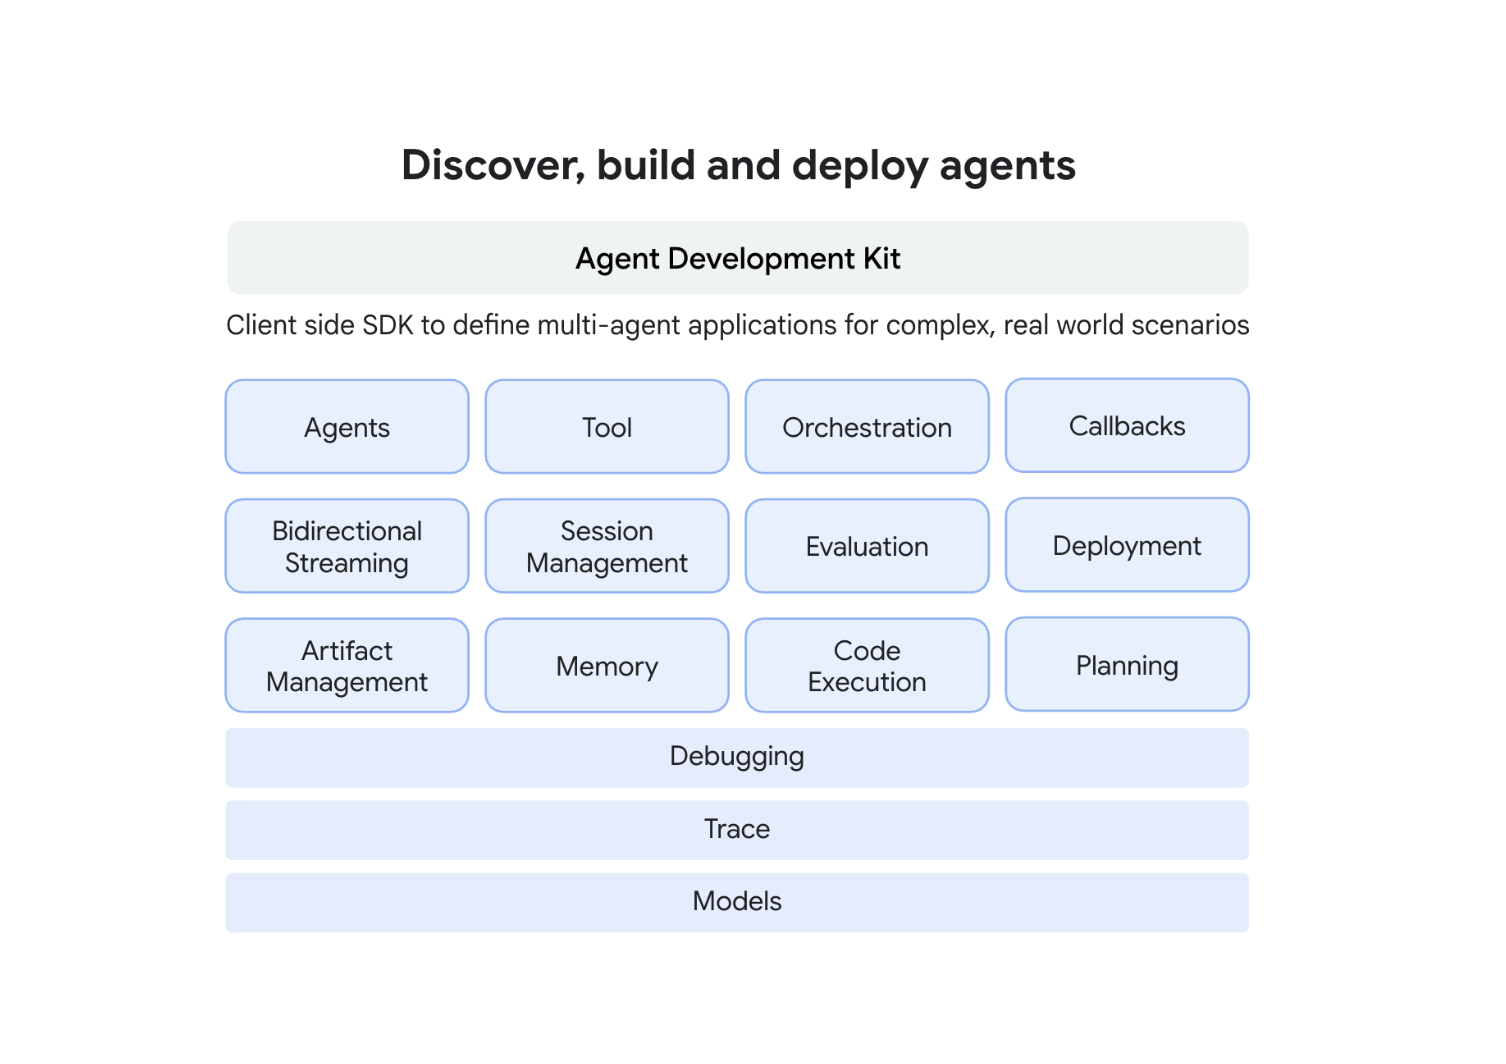 Discover, build and deploy agents
Agent Development Kit
Client side SDK to define multi-agent applications for complex, real world scenarios
Agents
Tool
Orchestration
Callbacks
Bidirectional
Streaming
Session
Management
Evaluation
Deployment
Artifact
Management
Memory
Code
Execution
Planning
Debugging
Trace
Models